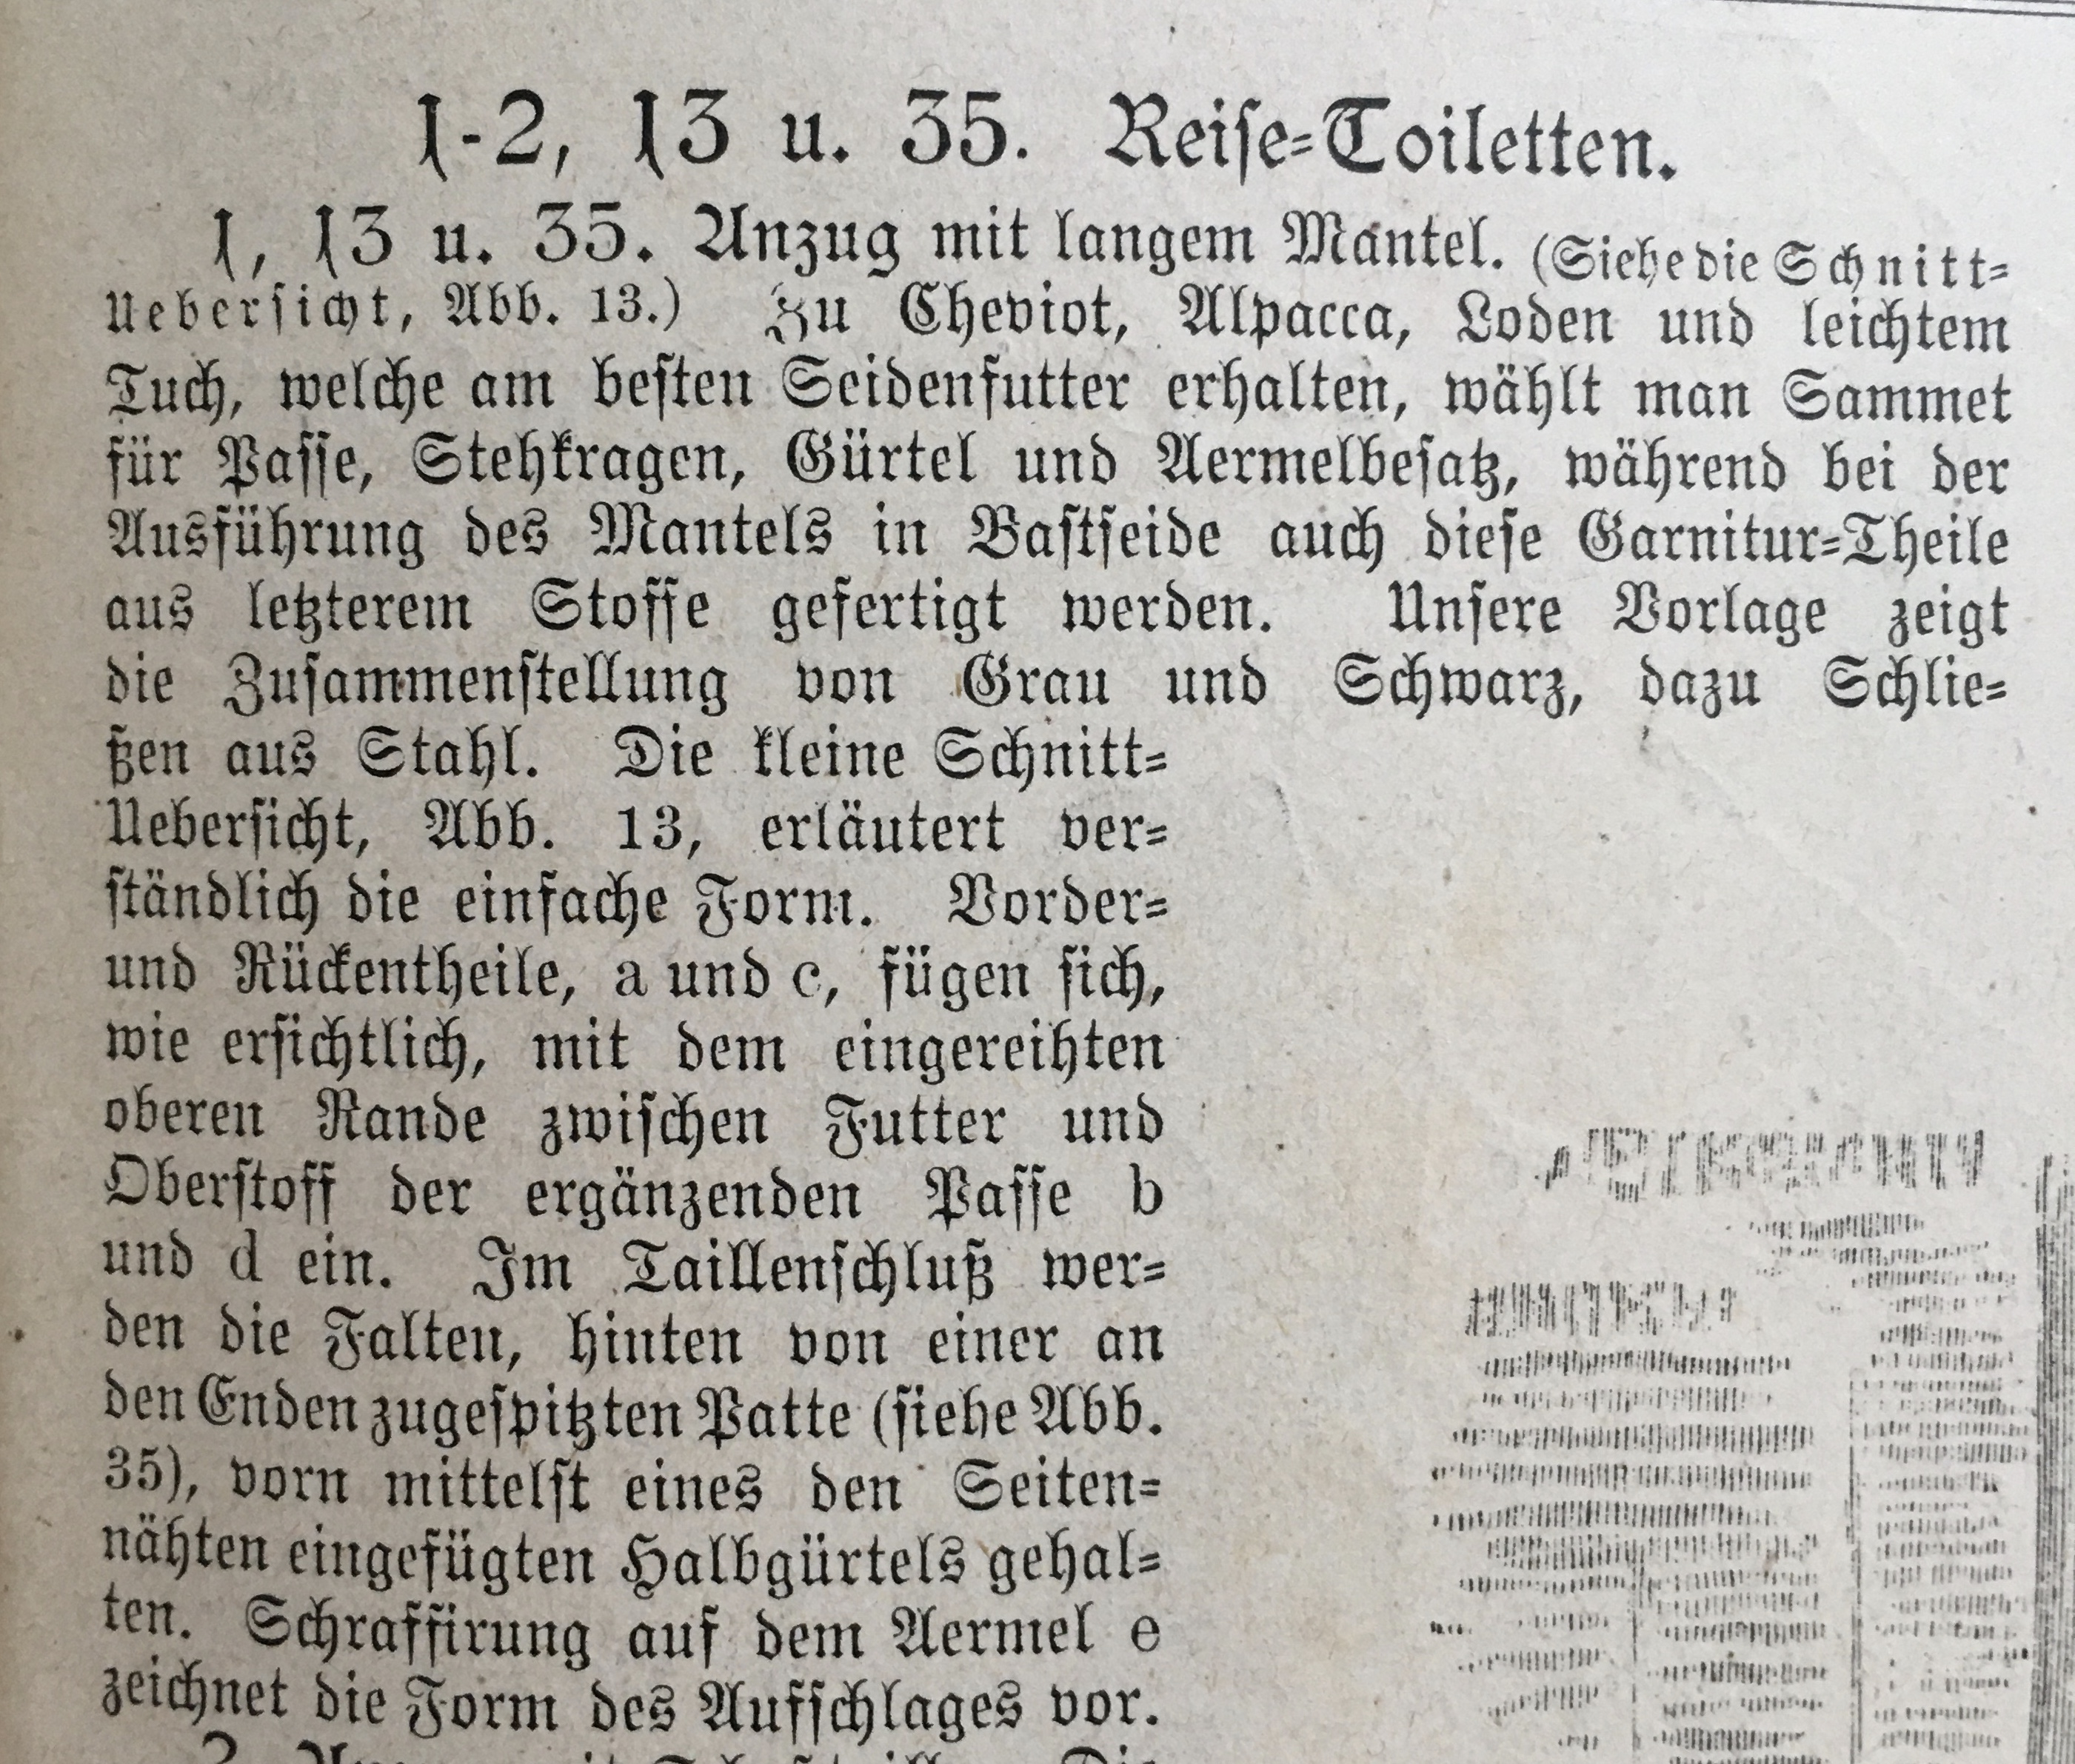 1-2, 13 u. 35. Reiſe-Toiletten.
1, 13 u. 35. Anzug mit langem Mantel. (Siehe die Schnitt-
Ueberſicht, Abb. 13.) Zu Cheviot, Alpacca, Loden und leichtem
Tuch, welche am beſten Seidenfutter erhalten, wählt man Sammet
für Paſſe, Stehkragen, Gürtel und Aermelbeſatz, während bei der
Ausführung des Mantels in Baſtſeide auch dieſe Garnitur-Theile
aus letzterem Stoffe gefertigt werden. Unſere Vorlage zeigt
die Zuſammenſtellung von Grau und Schwarz, dazu Schlie-
ßen aus Stahl. Die kleine Schnitt-
Ueberſicht, Abb. 13, erläutert ver-
ſtändlich die einfache Form. Vorder-
und Rückentheile, a und c, fügen ſich,
wie erſichtlich, mit dem eingereihten
oberen Rande zwiſchen Futter und
Oberſtoff der ergänzenden Paſſe b
und d ein. Im Taillenſchluß wer-
den die Falten, hinten von einer an
den Enden zugeſpitzten Patte (ſiehe Abb.
35), vorn mittelſt eines den Seiten-
nähten eingefügten Halbgürtels gehal-
ten. Schraffirung auf dem Aermel e
zeichnet die Form des Aufſchlages vor.